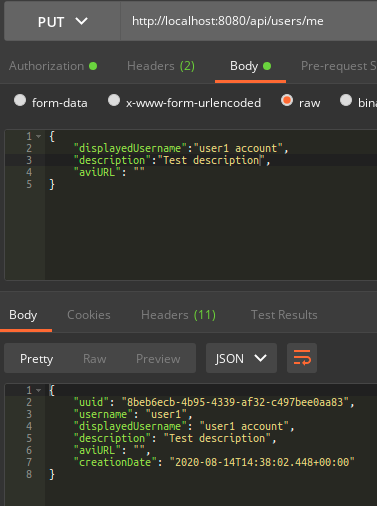 PUT http://localhost:8080/api/users/me
Authorization Headers (2) Body Pre-request S
form-data x-www-form-urlencoded raw bina
1 {
2 "displayedUsername":"user1 account",
3 "description":"Test description",
4 "aviURL": ""
5 }
Body Cookies Headers (11) Test Results
Pretty Raw Preview JSON
1 {
2 "uuid": "8beb6ecb-4b95-4339-af32-c497bee0aa83",
3 "username": "user1",
4 "displayedUsername": "user1 account",
5 "description": "Test description",
6 "aviURL": "",
7 "creationDate": "2020-08-14T14:38:02.448+00:00"
8 }